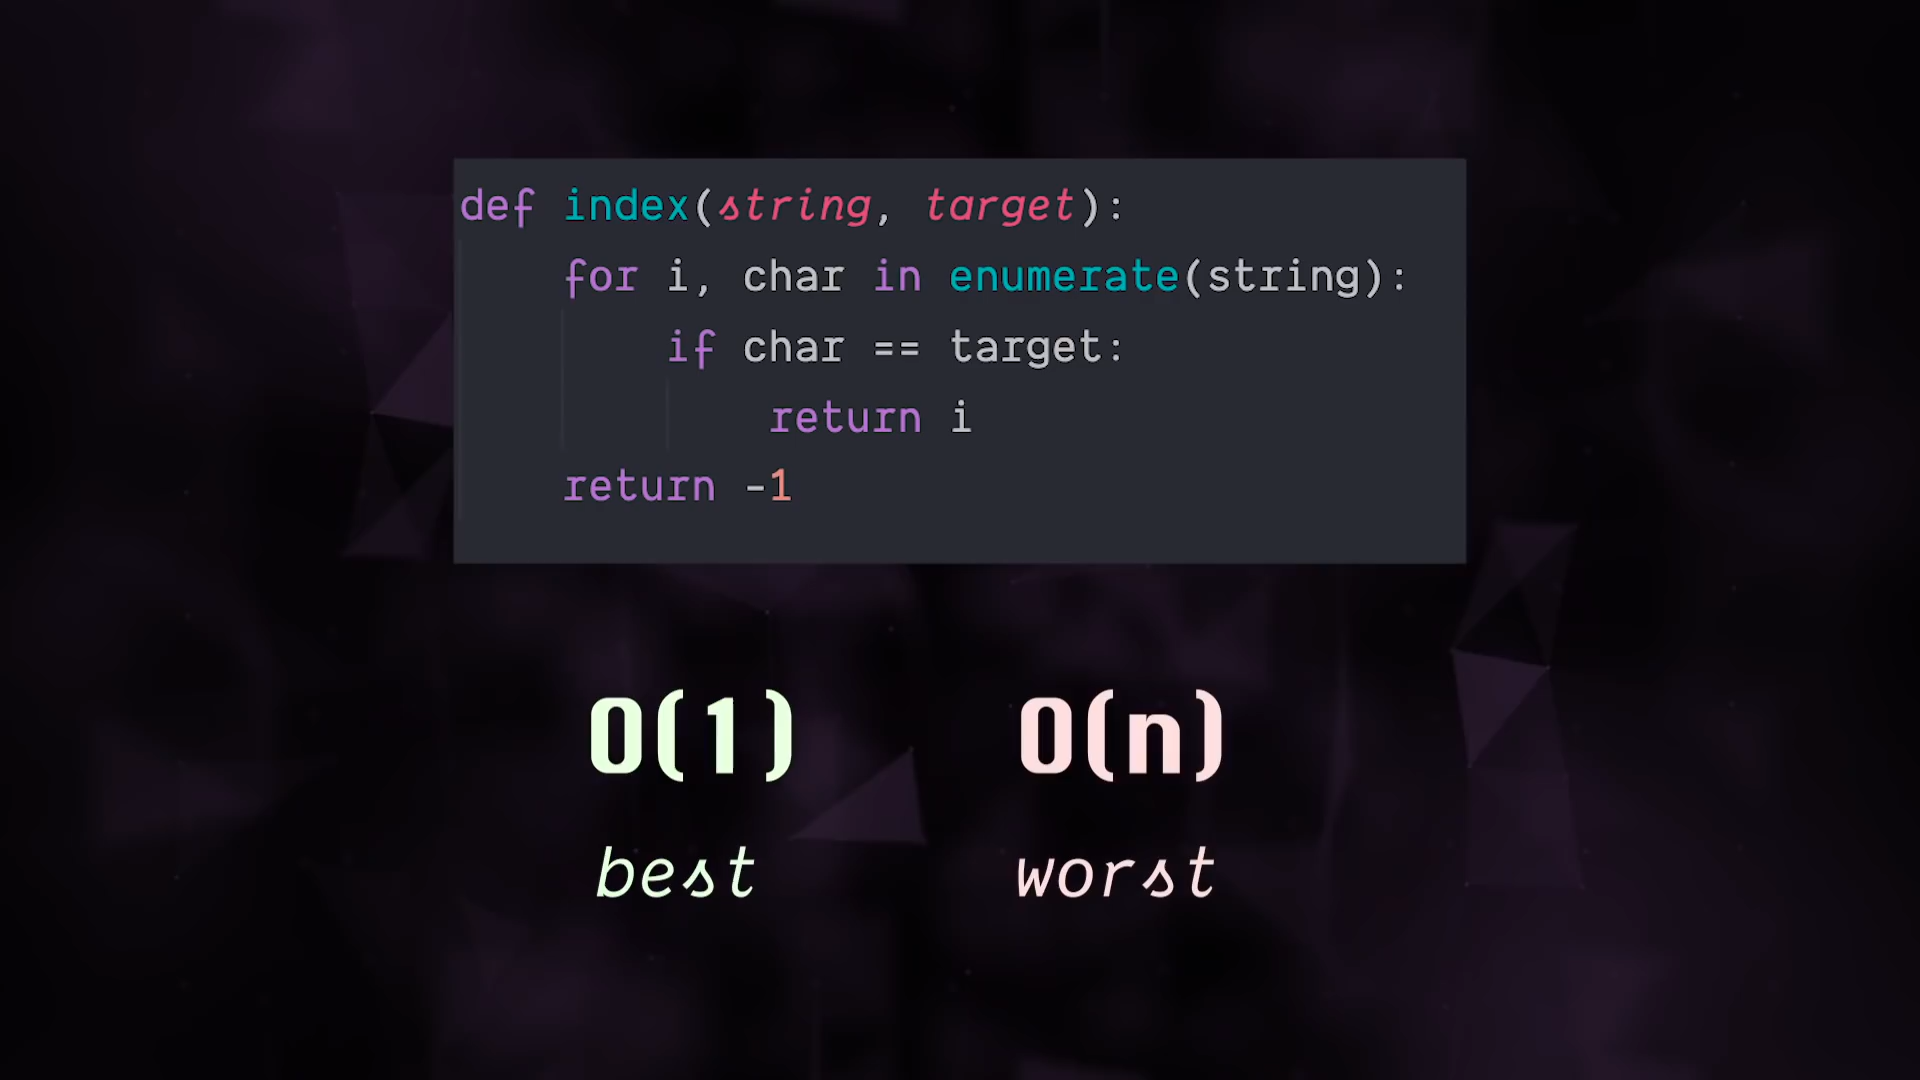 def index(string, target):
    for i, char in enumerate(string):
        if char == target:
            return i
    return -1
O(1) O(n)
best worst